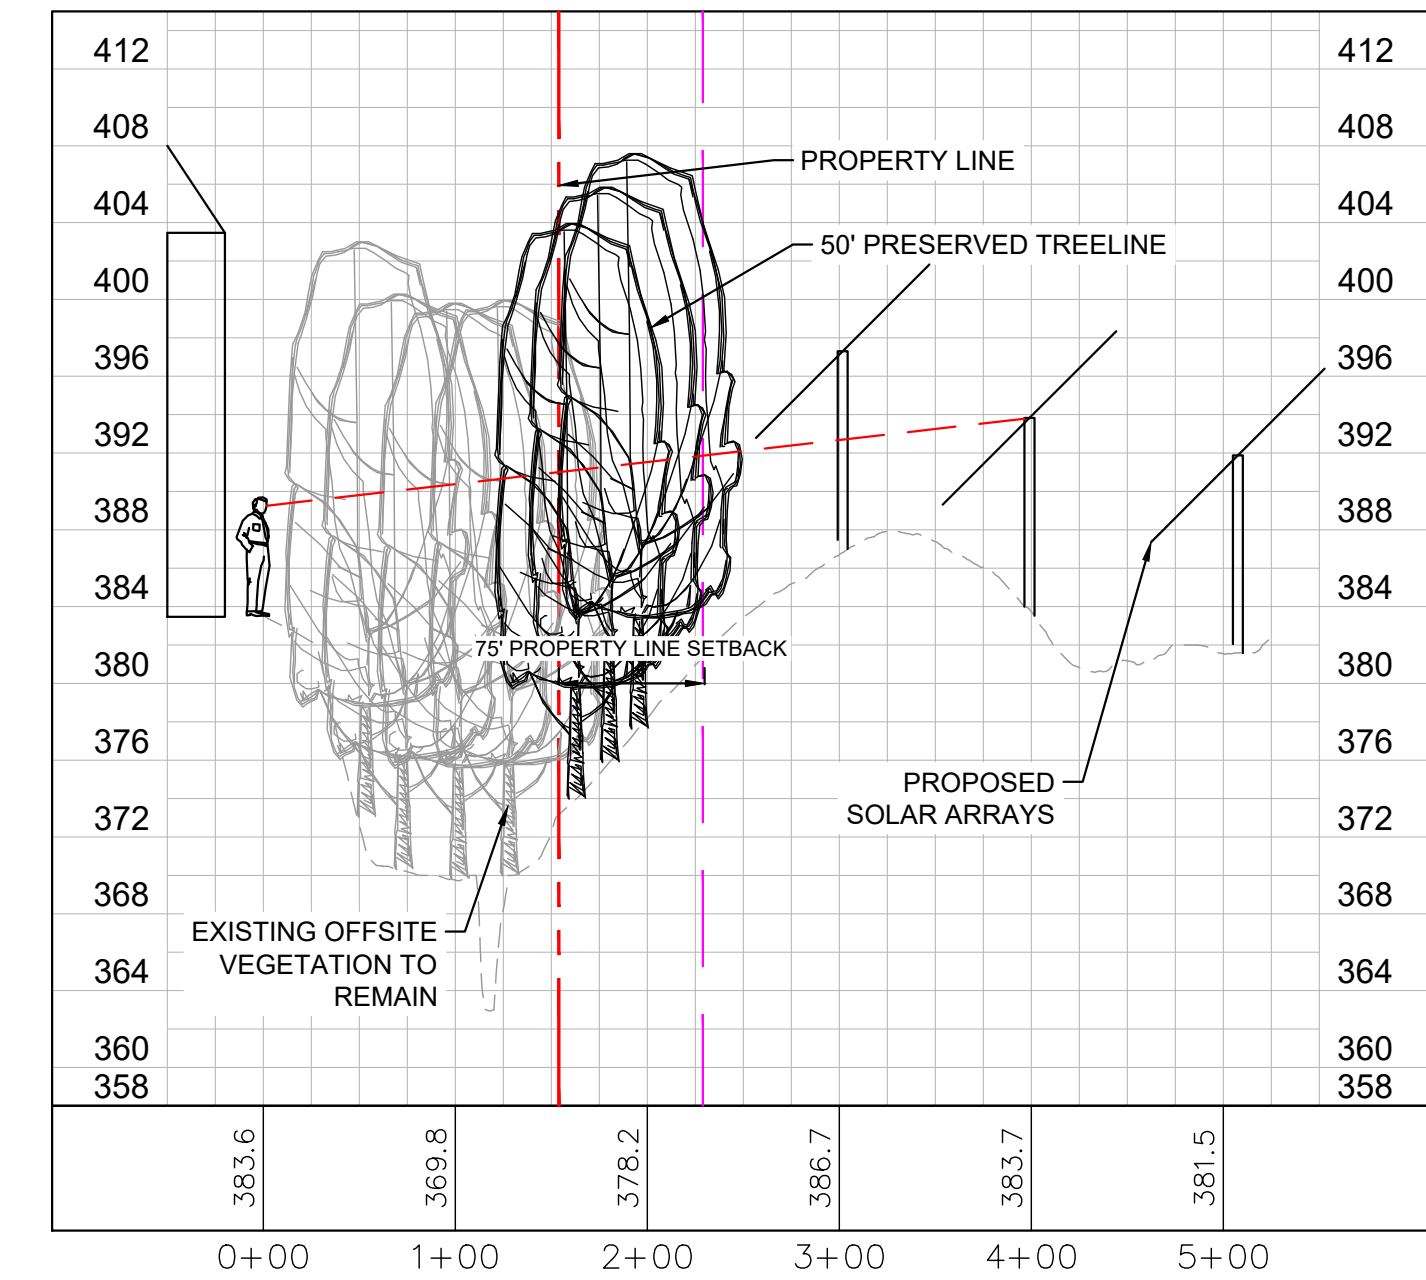 412 412
408 408
PROPERTY LINE
404 404
50' PRESERVED TREELINE
400 400
396 396
392 392
388 388
384 384
75' PROPERTY LINE SETBACK
380 380
376 376
PROPOSED
SOLAR ARRAYS
372 372
368 368
EXISTING OFFSITE
VEGETATION TO
REMAIN
364 364
360 360
358 358
383.6 369.8 378.2 386.7 383.7 381.5
0+00 1+00 2+00 3+00 4+00 5+00